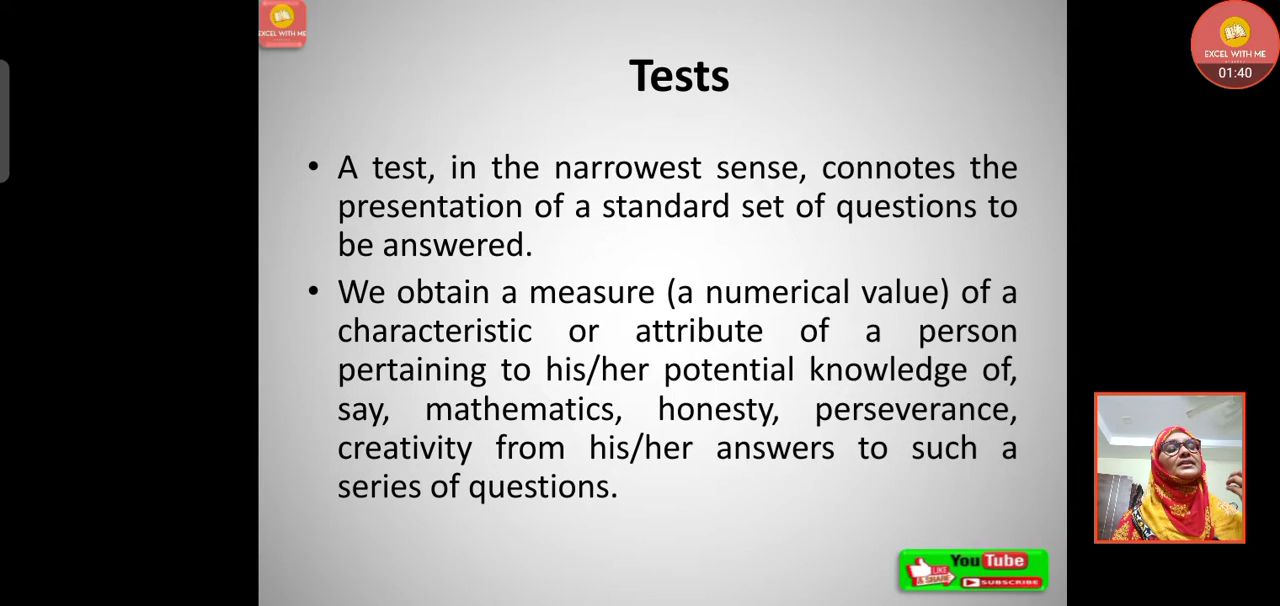 EXCEL WITH ME
Tests
EXCEL WITH ME
01:40
• A test, in the narrowest sense, connotes the
presentation of a standard set of questions to
be answered.
• We obtain a measure (a numerical value) of a
characteristic or attribute of a person
pertaining to his/her potential knowledge of,
say, mathematics, honesty, perseverance,
creativity from his/her answers to such a
series of questions.
YouTube
LIKE
& SHARE
SUBSCRIBE